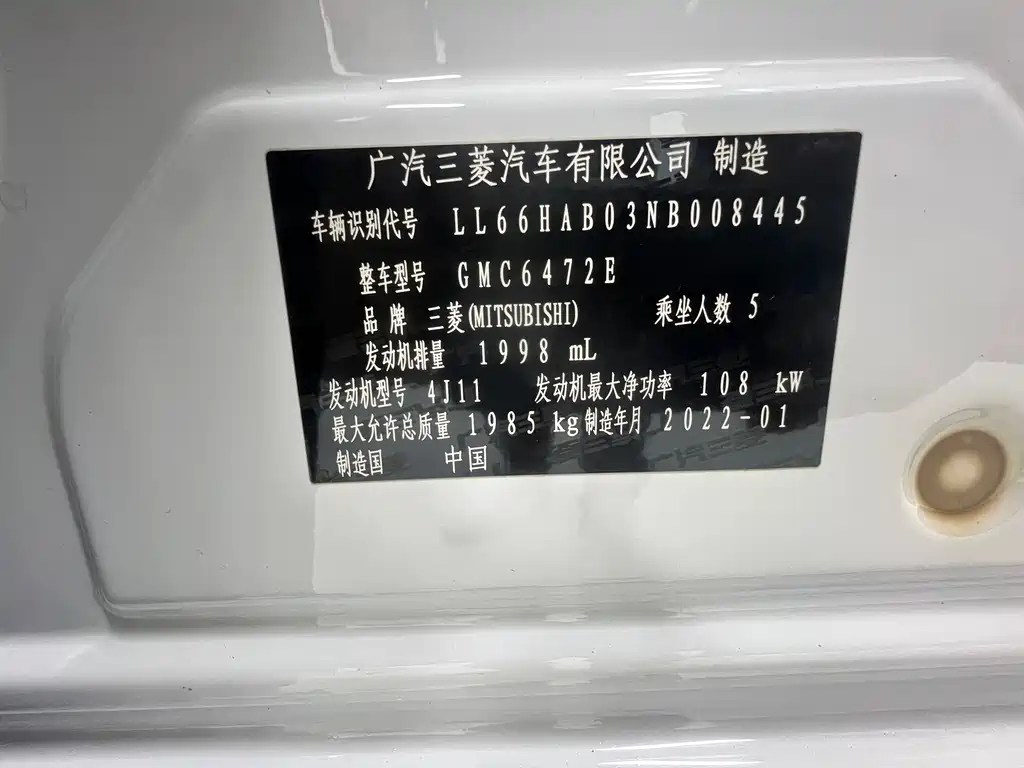 广汽三菱汽车有限公司 制造
车辆识别代号 LL66HAB03NB008445
整车型号 GMC6472E
品牌 三菱(MITSUBISHI) 乘坐人数 5
发动机排量 1998 mL
发动机型号 4J11 发动机最大净功率 108 kW
最大允许总质量 1985 kg 制造年月 2022-01
制造国 中国